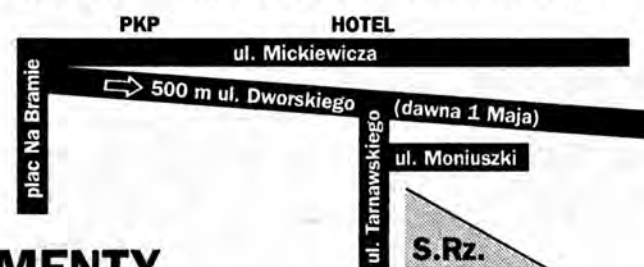 PKP HOTEL
ul. Mickiewicza
plac Na Bramie
500 m ul. Dworskiego (dawna 1 Maja)
ul. Tarnawskiego
ul. Moniuszki
S.Rz.
MENTY